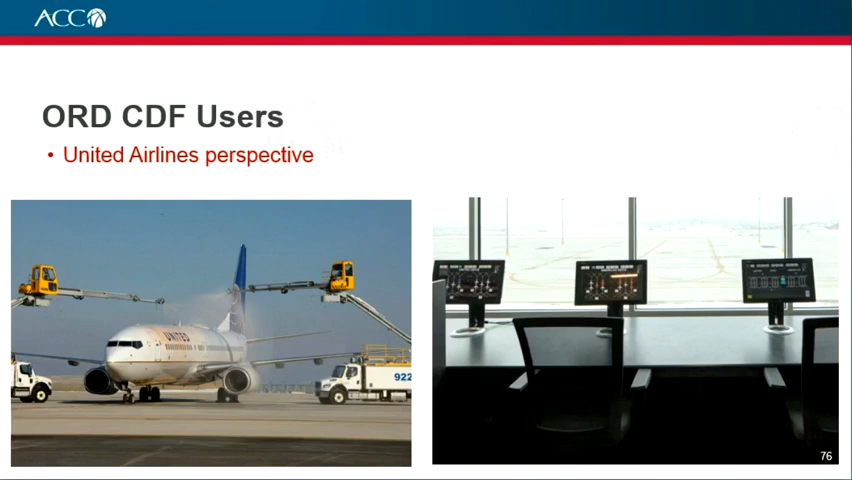 ACC
ORD CDF Users
• United Airlines perspective
UNITED
922
76